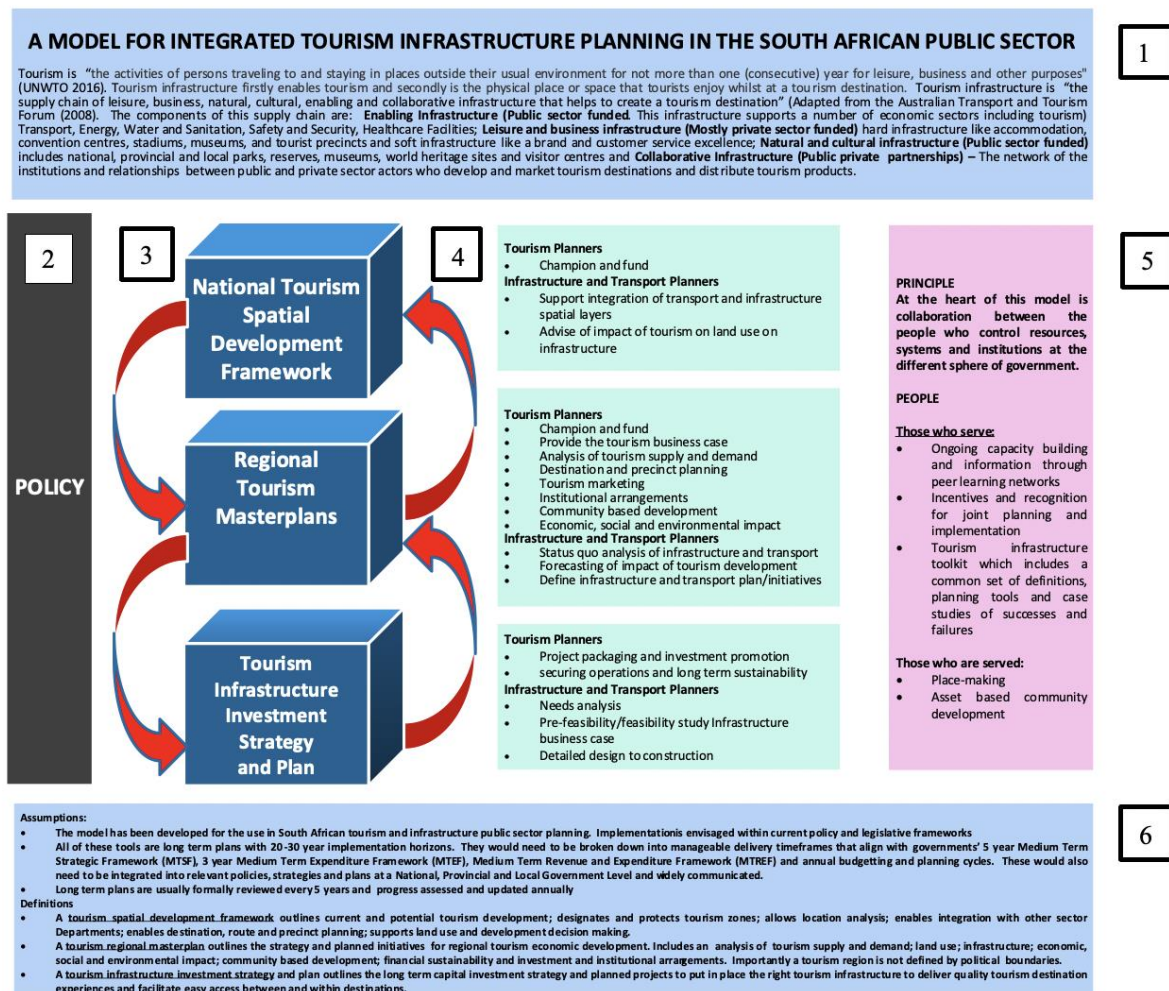 A MODEL FOR INTEGRATED TOURISM INFRASTRUCTURE PLANNING IN THE SOUTH AFRICAN PUBLIC SECTOR
1
Tourism is “the activities of persons traveling to and staying in places outside their usual environment for not more than one (consecutive) year for leisure, business and other purposes"
(UNWTO 2016). Tourism infrastructure firstly enables tourism and secondly is the physical place or space that tourists enjoy whilst at a tourism destination. Tourism infrastructure is “the
supply chain of leisure, business, natural, cultural, enabling and collaborative infrastructure that helps to create a tourism destination” (Adapted from the Australian Transport and Tourism
Forum (2008). The components of this supply chain are: Enabling Infrastructure (Public sector funded. This infrastructure supports a number of economic sectors including tourism)
Transport, Energy, Water and Sanitation, Safety and Security, Healthcare Facilities; Leisure and business infrastructure (Mostly private sector funded) hard infrastructure like accommodation,
convention centres, stadiums, museums, and tourist precincts and soft infrastructure like a brand and customer service excellence; Natural and cultural infrastructure (Public sector funded)
includes national, provincial and local parks, reserves, museums, world heritage sites and visitor centres and Collaborative Infrastructure (Public private partnerships) – The network of the
institutions and relationships between public and private sector actors who develop and market tourism destinations and distribute tourism products.
2
POLICY
3
National Tourism
Spatial
Development
Framework
Regional
Tourism
Masterplans
Tourism
Infrastructure
Investment
Strategy
and Plan
4
Tourism Planners
• Champion and fund
Infrastructure and Transport Planners
• Support integration of transport and infrastructure
spatial layers
• Advise of impact of tourism on land use on
infrastructure
Tourism Planners
• Champion and fund
• Provide the tourism business case
• Analysis of tourism supply and demand
• Destination and precinct planning
• Tourism marketing
• Institutional arrangements
• Community based development
• Economic, social and environmental impact
Infrastructure and Transport Planners
• Status quo analysis of infrastructure and transport
• Forecasting of impact of tourism development
• Define infrastructure and transport plan/initiatives
Tourism Planners
• Project packaging and investment promotion
• securing operations and long term sustainability
Infrastructure and Transport Planners
• Needs analysis
• Pre-feasibility/feasibility study Infrastructure
business case
• Detailed design to construction
5
PRINCIPLE
At the heart of this model is
collaboration between the
people who control resources,
systems and institutions at the
different sphere of government.
PEOPLE
Those who serve:
• Ongoing capacity building
and information through
peer learning networks
• Incentives and recognition
for joint planning and
implementation
• Tourism infrastructure
toolkit which includes a
common set of definitions,
planning tools and case
studies of successes and
failures
Those who are served:
• Place-making
• Asset based community
development
6
Assumptions:
• The model has been developed for the use in South African tourism and infrastructure public sector planning. Implementationis envisaged within current policy and legislative frameworks
• All of these tools are long term plans with 20-30 year implementation horizons. They would need to be broken down into manageable delivery timeframes that align with governments’ 5 year Medium Term
Strategic Framework (MTSF), 3 year Medium Term Expenditure Framework (MTEF), Medium Term Revenue and Expenditure Framework (MTREF) and annual budgetting and planning cycles. These would also
need to be integrated into relevant policies, strategies and plans at a National, Provincial and Local Government Level and widely communicated.
• Long term plans are usually formally reviewed every 5 years and progress assessed and updated annually
Definitions
• A tourism spatial development framework outlines current and potential tourism development; designates and protects tourism zones; allows location analysis; enables integration with other sector
Departments; enables destination, route and precinct planning; supports land use and development decision making.
• A tourism regional masterplan outlines the strategy and planned initiatives for regional tourism economic development. Includes an analysis of tourism supply and demand; land use; infrastructure; economic,
social and environmental impact; community based development; financial sustainability and investment and institutional arrangements. Importantly a tourism region is not defined by political boundaries.
• A tourism infrastructure investment strategy and plan outlines the long term capital investment strategy and planned projects to put in place the right tourism infrastructure to deliver quality tourism destination
experiences and facilitate easy access between and within destinations.